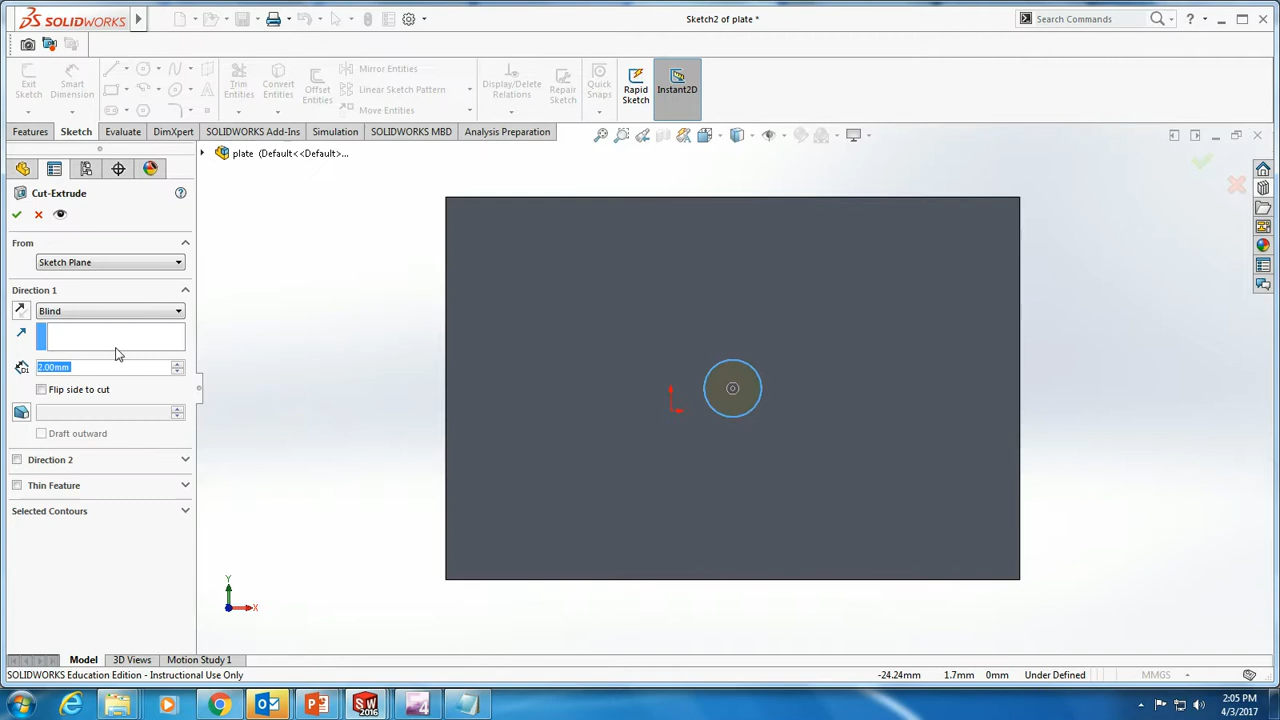 SOLIDWORKS
Sketch2 of plate *
Search Commands
Exit Sketch
Smart Dimension
Trim Entities
Convert Entities
Offset Entities
Mirror Entities
Linear Sketch Pattern
Move Entities
Display/Delete Relations
Repair Sketch
Quick Snaps
Rapid Sketch
Instant2D
Features Sketch Evaluate DimXpert SOLIDWORKS Add-Ins Simulation SOLIDWORKS MBD Analysis Preparation
plate (Default<<Default>...
Cut-Extrude
From
Sketch Plane
Direction 1
Blind
2.00mm
Flip side to cut
Draft outward
Direction 2
Thin Feature
Selected Contours
Y
X
Model 3D Views Motion Study 1
SOLIDWORKS Education Edition - Instructional Use Only
-24.24mm 1.7mm 0mm Under Defined MMGS
SW 2016
2:05 PM
4/3/2017